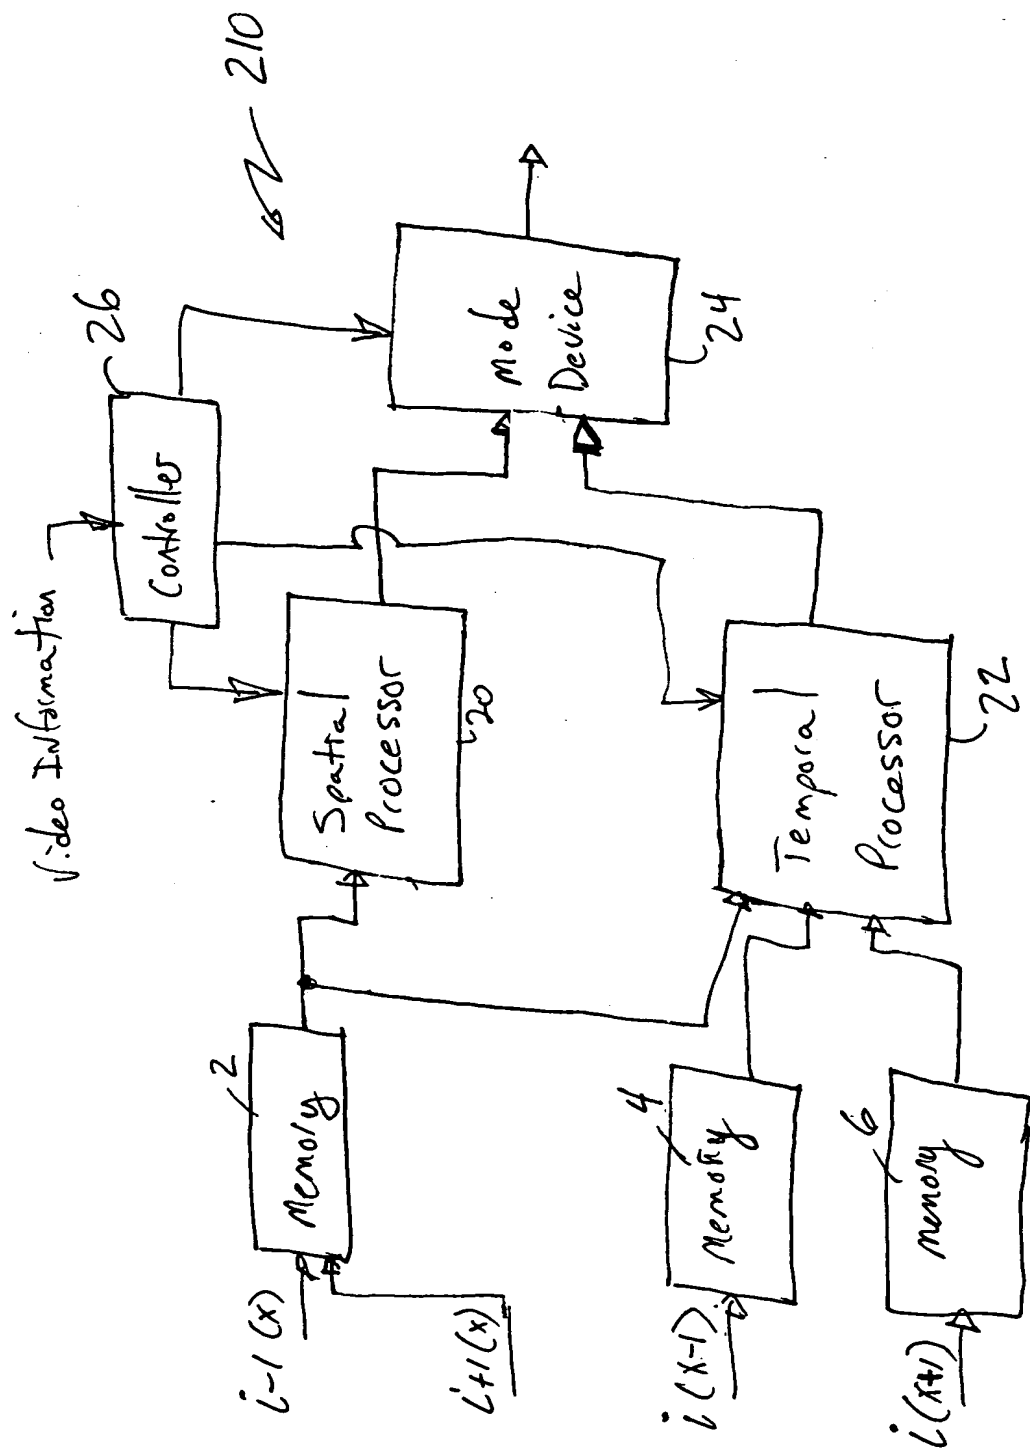 210
Video Information
26
Controller
Mode
Device
24
Spatial
Processor
20
Temporal
Processor
22
2
Memory
4
Memory
6
memory
i-1(x)
i+1(x)
i(x-1)
i(x+1)